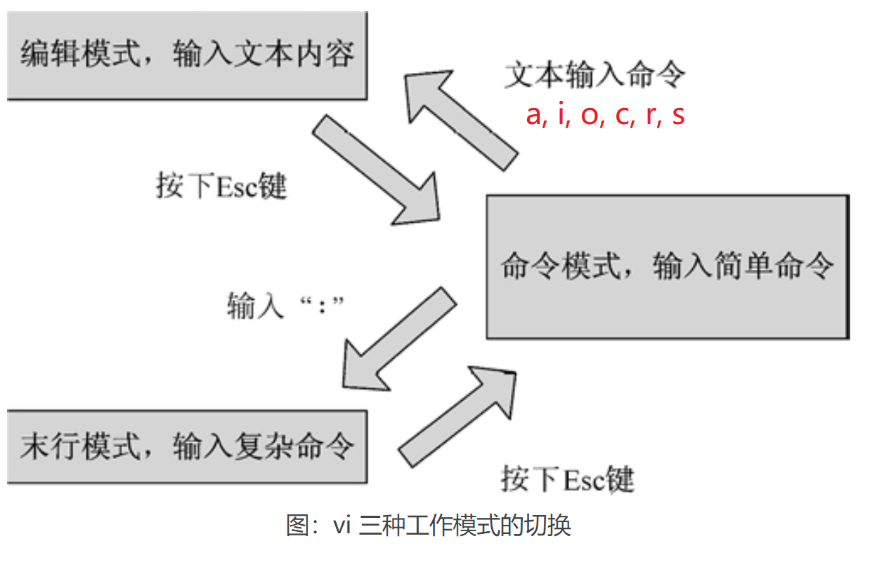 编辑模式，输入文本内容
文本输入命令
a, i, o, c, r, s
按下Esc键
命令模式，输入简单命令
输入“：”
末行模式，输入复杂命令
按下Esc键
图：vi 三种工作模式的切换